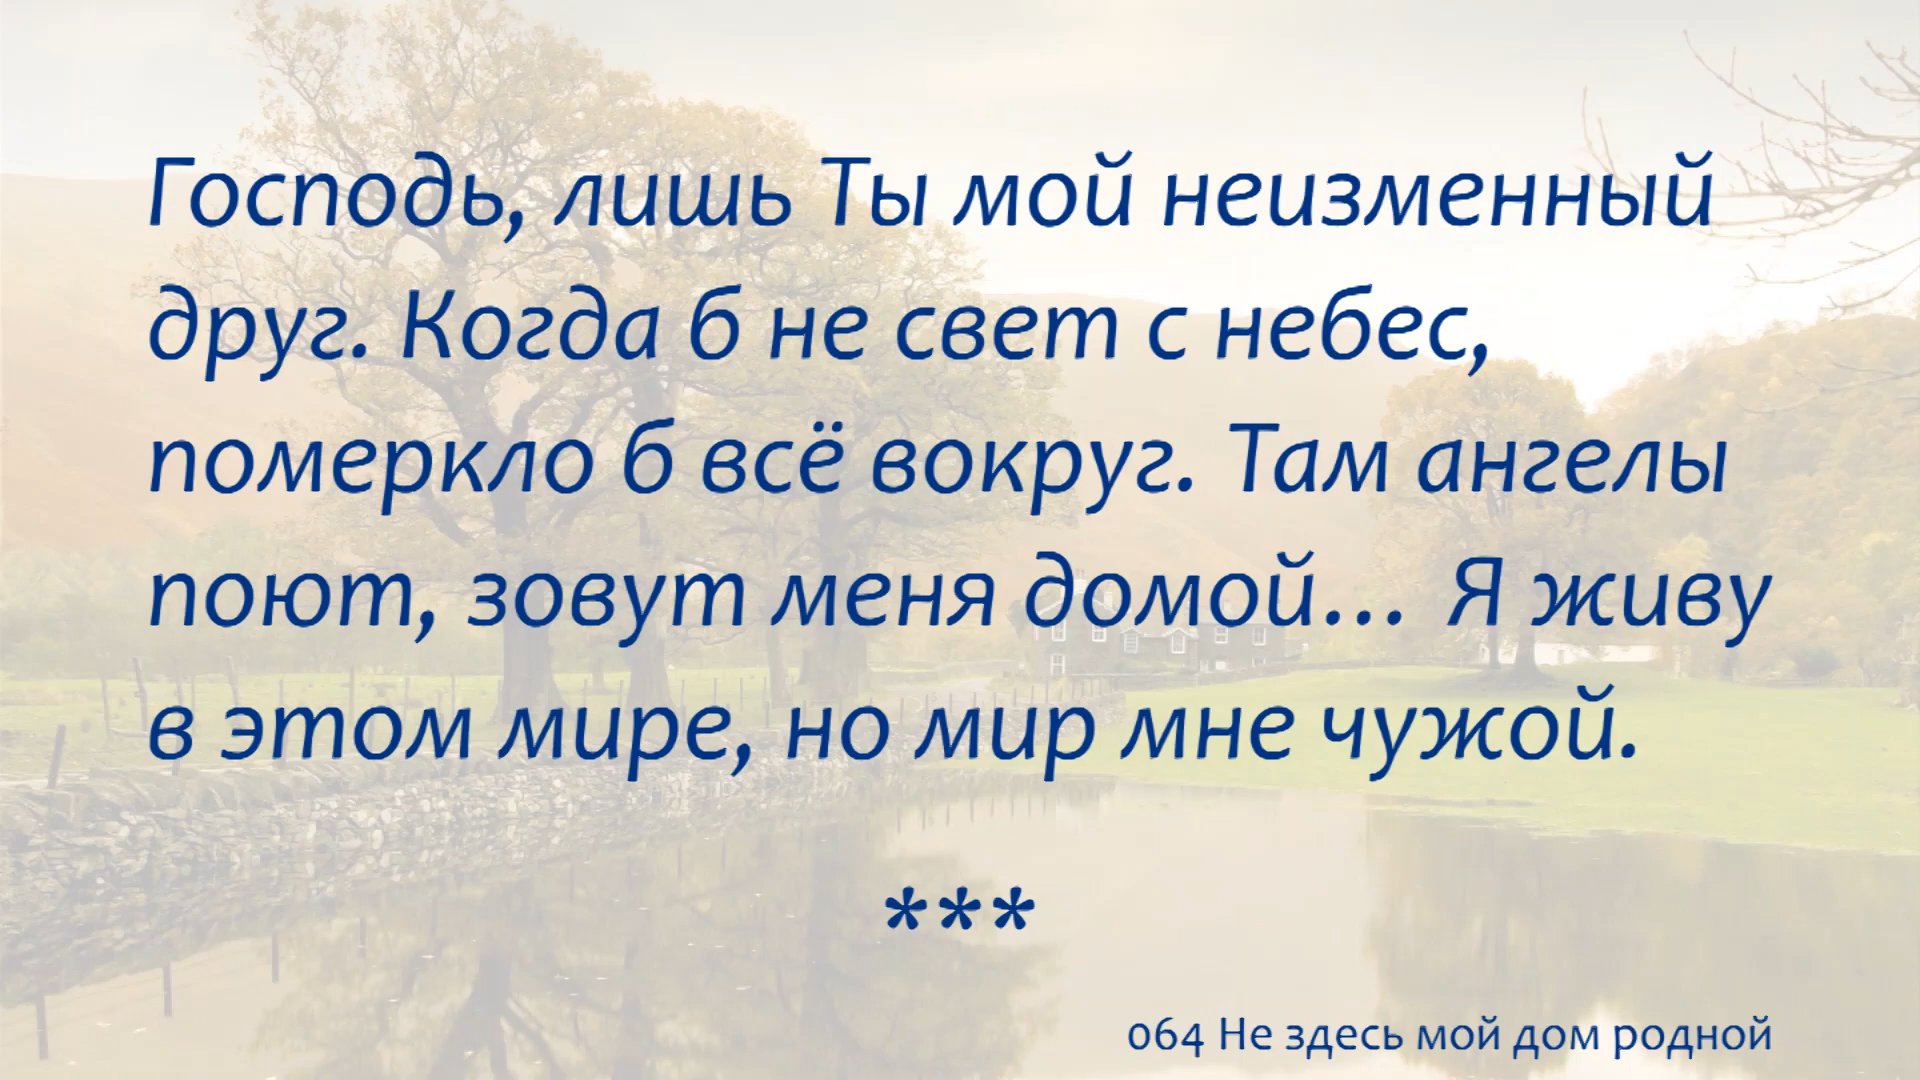 Господь, лишь Ты мой неизменный
друг. Когда б не свет с небес,
померкло б всё вокруг. Там ангелы
поют, зовут меня домой... Я живу
в этом мире, но мир мне чужой.
***
064 Не здесь мой дом родной